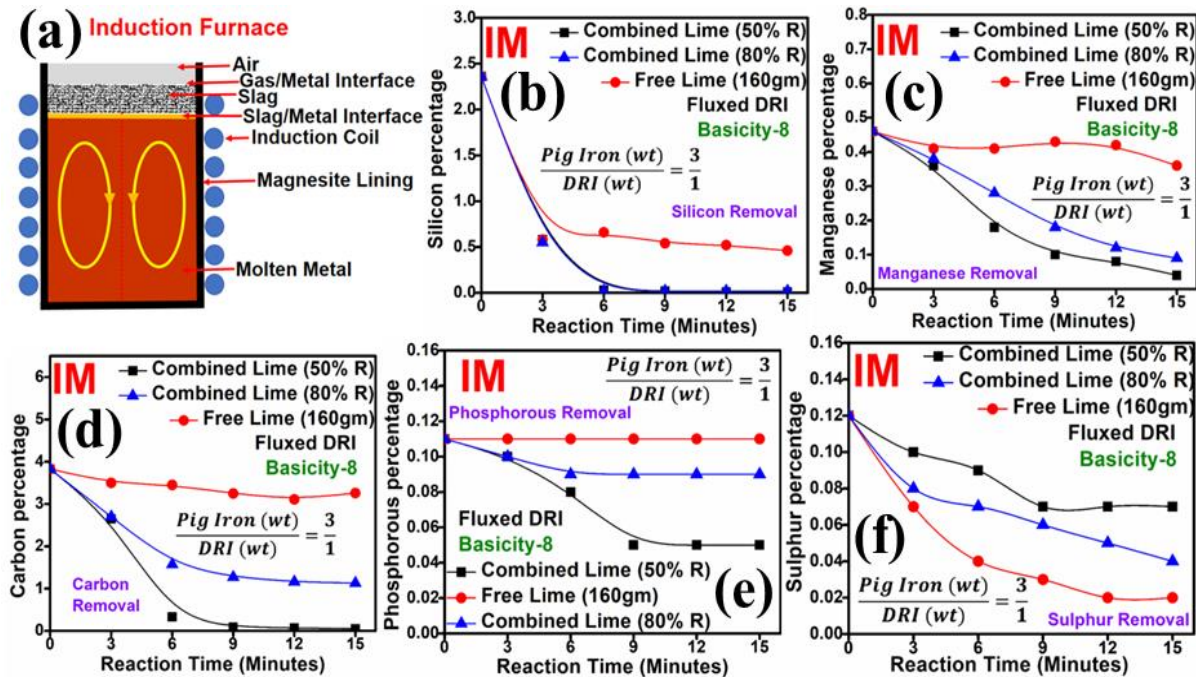 (a) Induction Furnace
Air
Gas/Metal Interface
Slag
Slag/Metal Interface
Induction Coil
Magnesite Lining
Molten Metal
IM
(b)
Combined Lime (50% R)
Combined Lime (80% R)
Free Lime (160gm)
Fluxed DRI
Basicity-8
Pig Iron (wt)
DRI (wt)
=
3
1
Silicon Removal
Silicon percentage
3.0
2.5
2.0
1.5
1.0
0.5
0.0
0 3 6 9 12 15
Reaction Time (Minutes)
IM
(c)
Combined Lime (50% R)
Combined Lime (80% R)
Free Lime (160gm)
Fluxed DRI
Basicity-8
Pig Iron (wt)
DRI (wt)
=
3
1
Manganese Removal
Manganese percentage
0.8
0.7
0.6
0.5
0.4
0.3
0.2
0.1
0.0
0 3 6 9 12 15
Reaction Time (Minutes)
IM
(d)
Combined Lime (50% R)
Combined Lime (80% R)
Free Lime (160gm)
Fluxed DRI
Basicity-8
Pig Iron (wt)
DRI (wt)
=
3
1
Carbon
Removal
Carbon percentage
6
5
4
3
2
1
0
0 3 6 9 12 15
Reaction Time (Minutes)
IM
Pig Iron (wt)
DRI (wt)
=
3
1
Phosphorous Removal
Fluxed DRI
Basicity-8
Combined Lime (50% R)
Free Lime (160gm)
Combined Lime (80% R)
(e)
Phosphorous percentage
0.16
0.14
0.12
0.10
0.08
0.06
0.04
0.02
0.00
0 3 6 9 12 15
Reaction Time (Minutes)
IM
Combined Lime (50% R)
Combined Lime (80% R)
Free Lime (160gm)
Fluxed DRI
Basicity-8
(f)
Pig Iron (wt)
DRI (wt)
=
3
1
Sulphur Removal
Sulphur percentage
0.16
0.14
0.12
0.10
0.08
0.06
0.04
0.02
0.00
0 3 6 9 12 15
Reaction Time (Minutes)